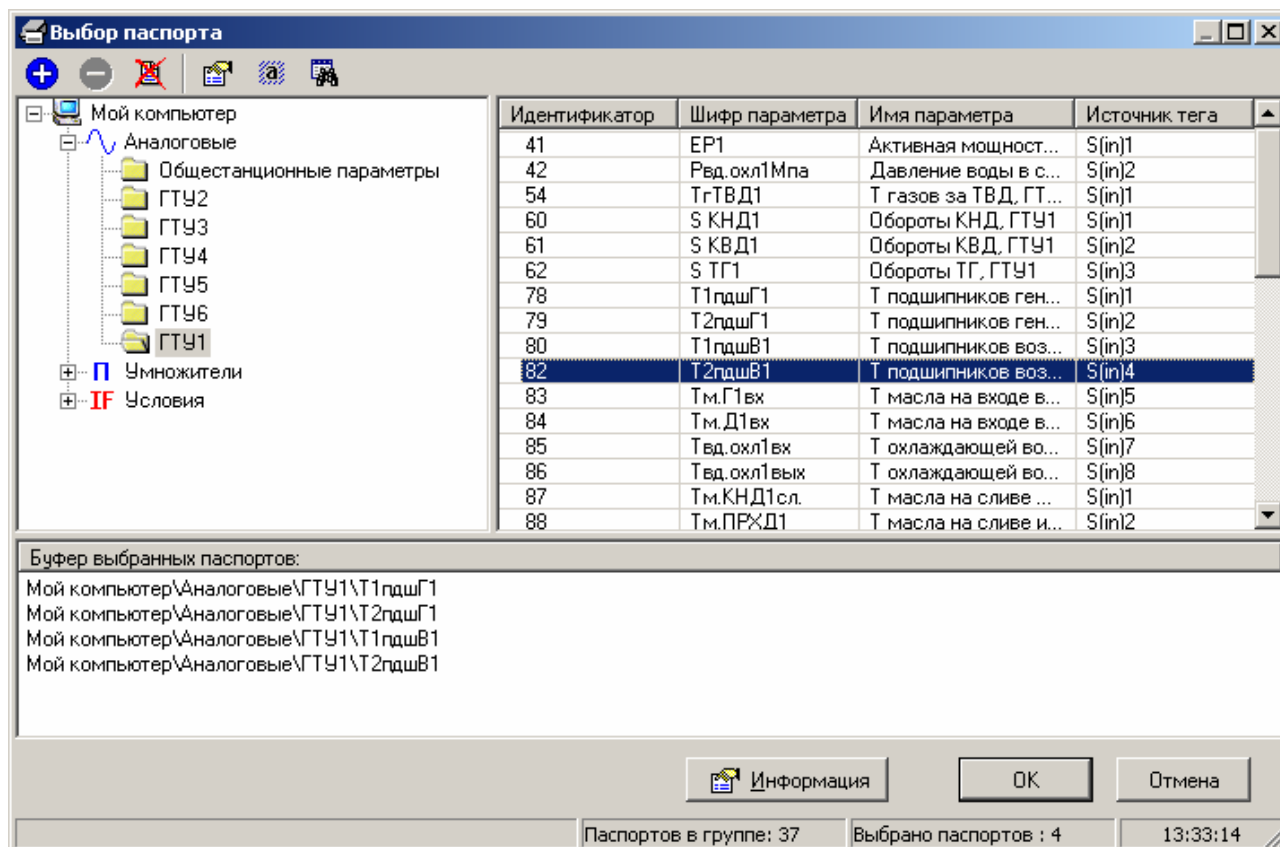 Выбор паспорта
Мой компьютер
Аналоговые
Общестанционные параметры
ГТУ2
ГТУ3
ГТУ4
ГТУ5
ГТУ6
ГТУ1
П Умножители
IF Условия
Идентификатор Шифр параметра Имя параметра Источник тега
41 ЕР1 Активная мощност... S(in)1
42 Рвд.охл1Мпа Давление воды в с... S(in)2
54 ТгТВД1 Т газов за ТВД, ГТ... S(in)1
60 S КНД1 Обороты КНД, ГТУ1 S(in)1
61 S КВД1 Обороты КВД, ГТУ1 S(in)2
62 S ТГ1 Обороты ТГ, ГТУ1 S(in)3
78 Т1пдшГ1 Т подшипников ген... S(in)1
79 Т2пдшГ1 Т подшипников ген... S(in)2
80 Т1пдшВ1 Т подшипников воз... S(in)3
82 Т2пдшВ1 Т подшипников воз... S(in)4
83 Тм.Г1вх Т масла на входе в... S(in)5
84 Тм.Д1вх Т масла на входе в... S(in)6
85 Твд.охл1вх Т охлаждающей во... S(in)7
86 Твд.охл1вых Т охлаждающей во... S(in)8
87 Тм.КНД1сл. Т масла на сливе ... S(in)1
88 Тм.ПРХД1 Т масла на сливе и... S(in)2
Буфер выбранных паспортов:
Мой компьютер\Аналоговые\ГТУ1\Т1пдшГ1
Мой компьютер\Аналоговые\ГТУ1\Т2пдшГ1
Мой компьютер\Аналоговые\ГТУ1\Т1пдшВ1
Мой компьютер\Аналоговые\ГТУ1\Т2пдшВ1
Информация OK Отмена
Паспортов в группе: 37 Выбрано паспортов : 4 13:33:14